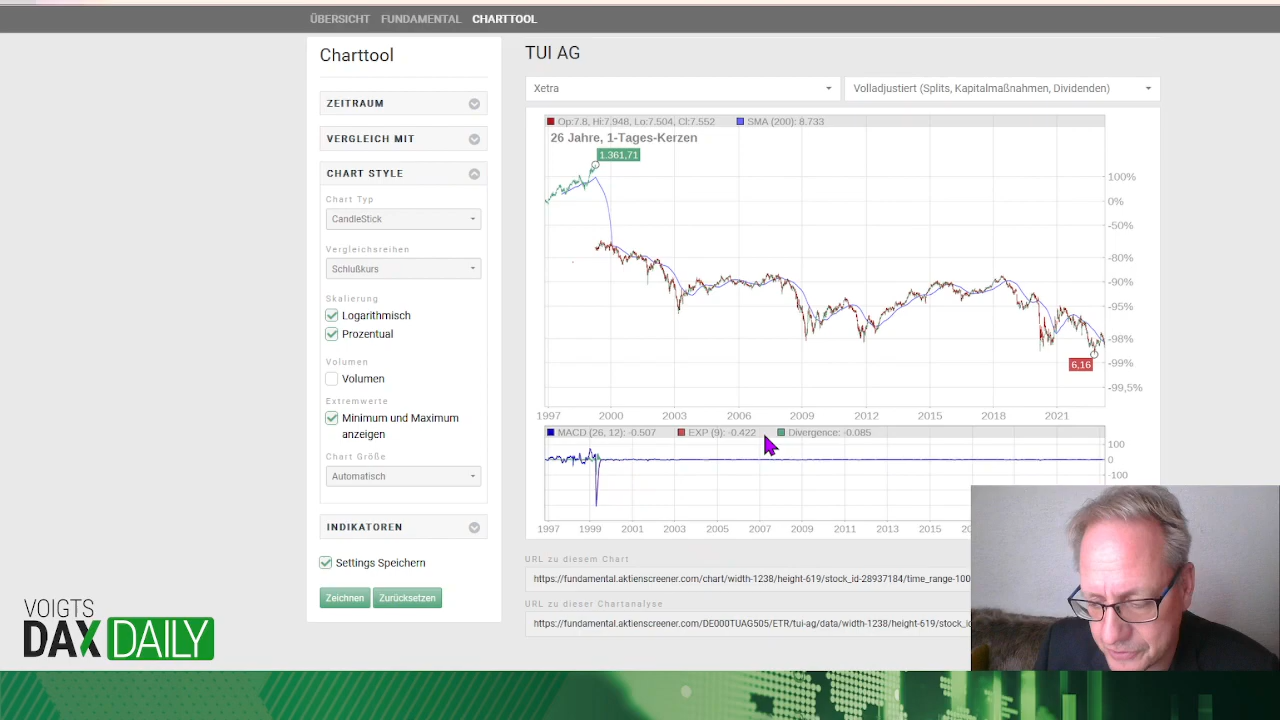 ÜBERSICHT FUNDAMENTAL CHARTTOOL
Charttool
ZEITRAUM
VERGLEICH MIT
CHART STYLE
Chart Typ
CandleStick
Vergleichsreihen
Schlußkurs
Skalierung
Logarithmisch
Prozentual
Volumen
Volumen
Extremwerte
Minimum und Maximum
anzeigen
Chart Größe
Automatisch
INDIKATOREN
Settings Speichern
Zeichnen Zurücksetzen
TUI AG
Xetra Volladjustiert (Splits, Kapitalmaßnahmen, Dividenden)
Op:7.8, Hi:7,948, Lo:7.504, Cl:7.552 SMA (200): 8.733
26 Jahre, 1-Tages-Kerzen
1.361,71
100%
0%
-50%
-80%
-90%
-95%
-98%
6,16
-99%
-99,5%
1997 2000 2003 2006 2009 2012 2015 2018 2021
MACD (26, 12): -0.507 EXP (9): -0.422 Divergence: -0.085
100
0
-100
1997 1999 2001 2003 2005 2007 2009 2011 2013 2015
URL zu diesem Chart
https://fundamental.aktienscreener.com/chart/width-1238/height-619/stock_id-28937184/time_range-100
URL zu dieser Chartanalyse
https://fundamental.aktienscreener.com/DE000TUAG505/ETR/tui-ag/data/width-1238/height-619/stock_id
VOIGTS
DAX DAILY